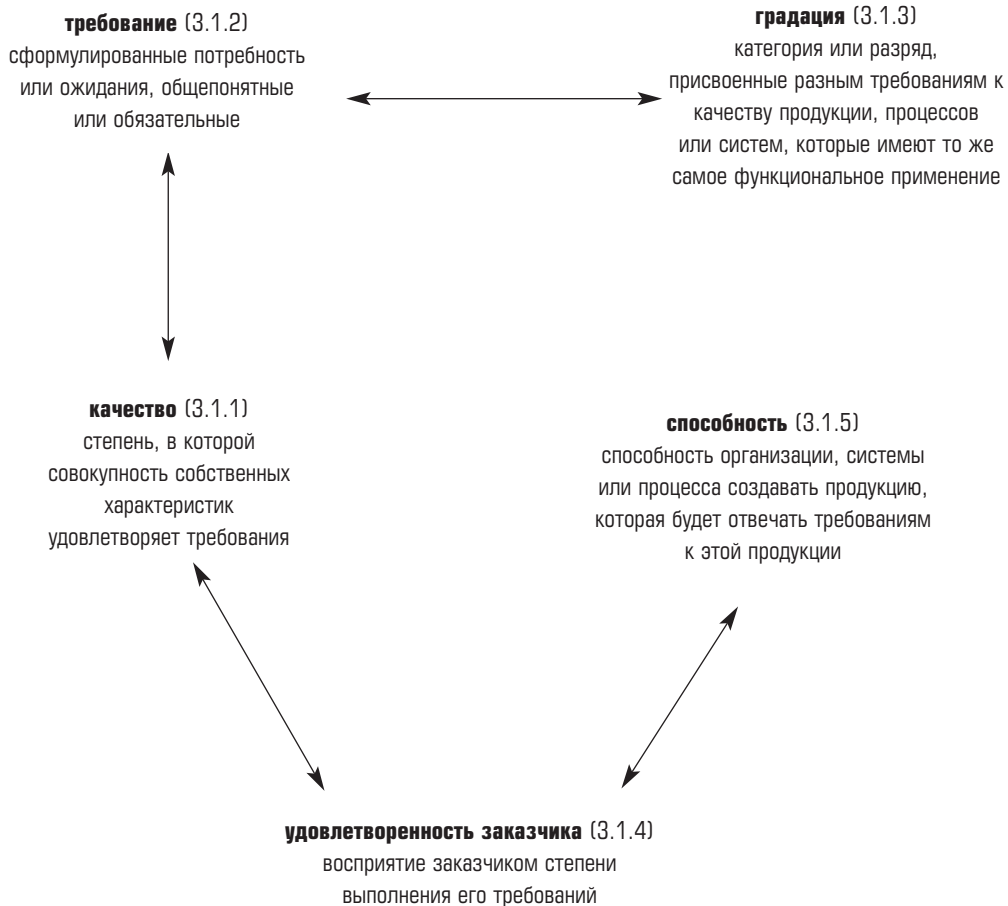 требование (3.1.2)
сформулированные потребность
или ожидания, общепонятные
или обязательные
градация (3.1.3)
категория или разряд,
присвоенные разным требованиям к
качеству продукции, процессов
или систем, которые имеют то же
самое функциональное применение
качество (3.1.1)
степень, в которой
совокупность собственных
характеристик
удовлетворяет требования
способность (3.1.5)
способность организации, системы
или процесса создавать продукцию,
которая будет отвечать требованиям
к этой продукции
удовлетворенность заказчика (3.1.4)
восприятие заказчиком степени
выполнения его требований